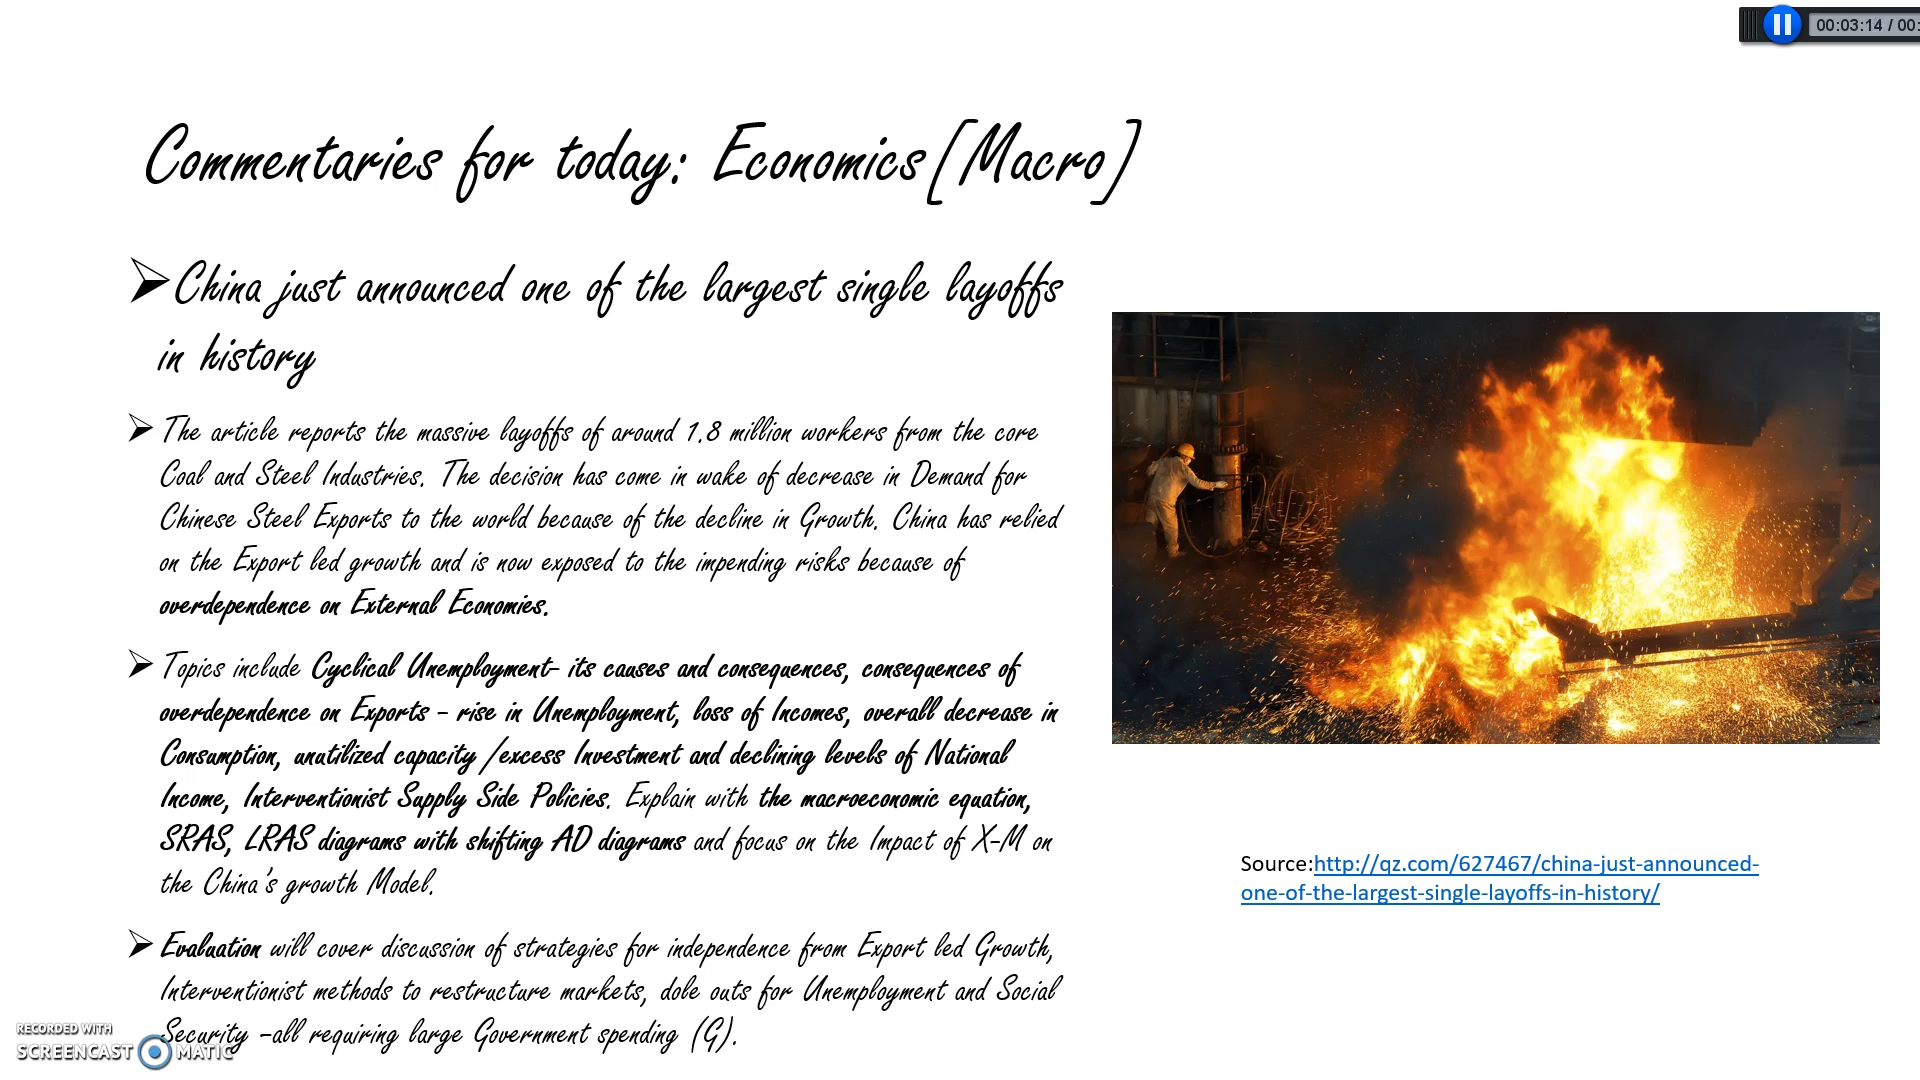 00:03:14 / 00:
Commentaries for today: Economics[Macro]
China just announced one of the largest single layoffs
in history
The article reports the massive layoffs of around 1.8 million workers from the core
Coal and Steel Industries. The decision has come in wake of decrease in Demand for
Chinese Steel Exports to the world because of the decline in Growth. China has relied
on the Export led growth and is now exposed to the impending risks because of
overdependence on External Economies.
Topics include Cyclical Unemployment- its causes and consequences, consequences of
overdependence on Exports - rise in Unemployment, loss of Incomes, overall decrease in
Consumption, unutilized capacity /excess Investment and declining levels of National
Income, Interventionist Supply Side Policies. Explain with the macroeconomic equation,
SRAS, LRAS diagrams with shifting AD diagrams and focus on the Impact of X-M on
the China's growth Model.
Evaluation will cover discussion of strategies for independence from Export led Growth,
Interventionist methods to restructure markets, dole outs for Unemployment and Social
Security -all requiring large Government spending (G).
Source:http://qz.com/627467/china-just-announced-
one-of-the-largest-single-layoffs-in-history/
RECORDED WITH
SCREENCAST MATIC